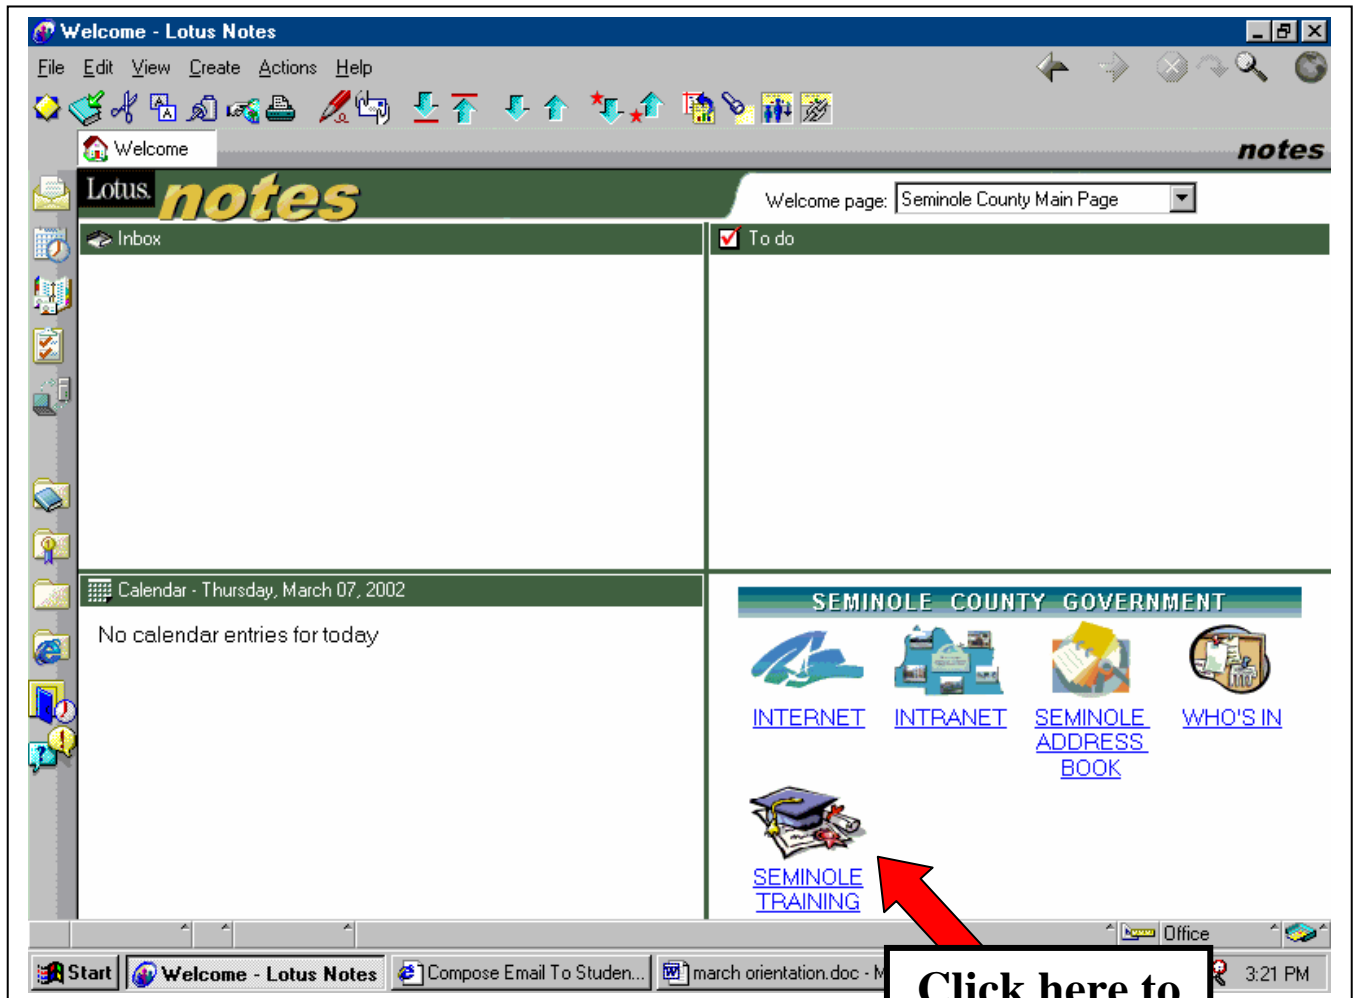 Welcome - Lotus Notes
File Edit View Create Actions Help
Welcome
notes
Lotus. notes
Welcome page: Seminole County Main Page
Inbox
To do
Calendar - Thursday, March 07, 2002
No calendar entries for today
SEMINOLE COUNTY GOVERNMENT
INTERNET
INTRANET
SEMINOLE
ADDRESS
BOOK
WHO'S IN
SEMINOLE
TRAINING
Office
Start
Welcome - Lotus Notes
Compose Email To Studen...
march orientation.doc - M
3:21 PM
Click here to